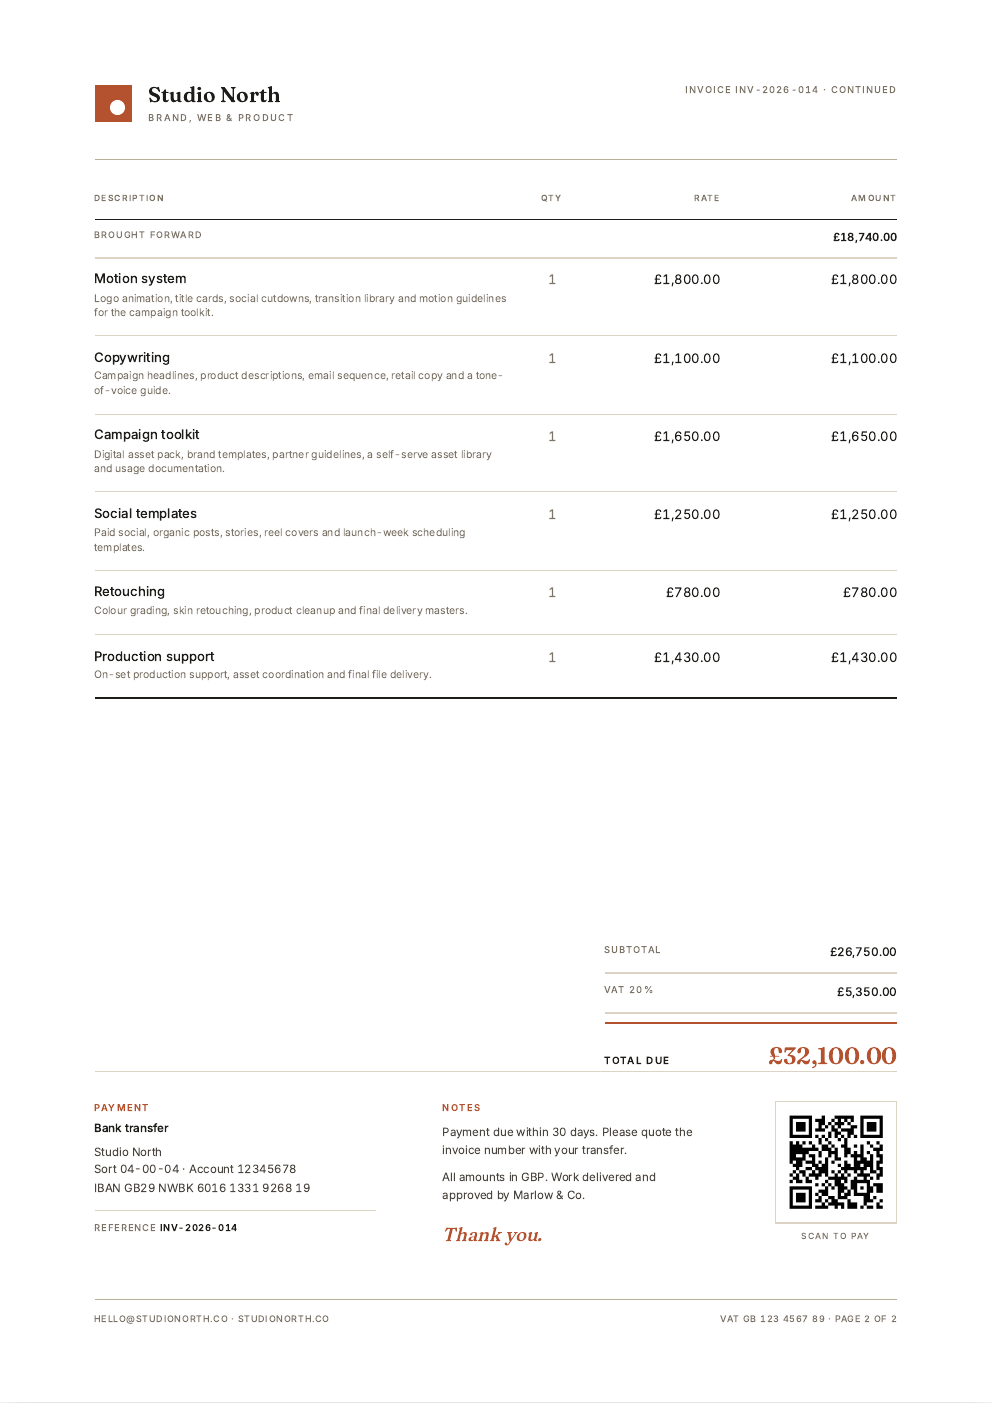 Studio North
BRAND, WEB & PRODUCT
INVOICE INV-2026-014 · CONTINUED
DESCRIPTION QTY RATE AMOUNT
BROUGHT FORWARD £18,740.00
Motion system 1 £1,800.00 £1,800.00
Logo animation, title cards, social cutdowns, transition library and motion guidelines
for the campaign toolkit.
Copywriting 1 £1,100.00 £1,100.00
Campaign headlines, product descriptions, email sequence, retail copy and a tone-
of-voice guide.
Campaign toolkit 1 £1,650.00 £1,650.00
Digital asset pack, brand templates, partner guidelines, a self-serve asset library
and usage documentation.
Social templates 1 £1,250.00 £1,250.00
Paid social, organic posts, stories, reel covers and launch-week scheduling
templates.
Retouching 1 £780.00 £780.00
Colour grading, skin retouching, product cleanup and final delivery masters.
Production support 1 £1,430.00 £1,430.00
On-set production support, asset coordination and final file delivery.
SUBTOTAL £26,750.00
VAT 20% £5,350.00
TOTAL DUE £32,100.00
PAYMENT
Bank transfer
Studio North
Sort 04-00-04 · Account 12345678
IBAN GB29 NWBK 6016 1331 9268 19
REFERENCE INV-2026-014
NOTES
Payment due within 30 days. Please quote the
invoice number with your transfer.
All amounts in GBP. Work delivered and
approved by Marlow & Co.
Thank you.
SCAN TO PAY
HELLO@STUDIONORTH.CO · STUDIONORTH.CO
VAT GB 123 4567 89 · PAGE 2 OF 2